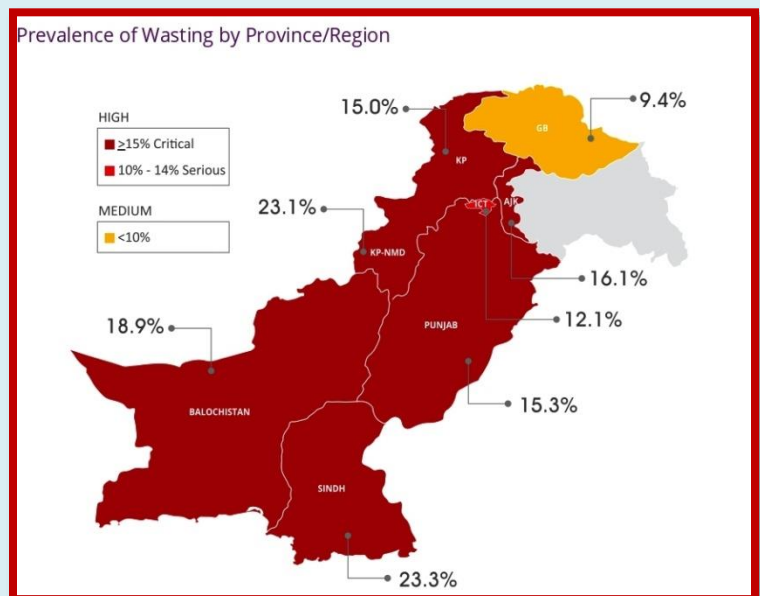 Prevalence of Wasting by Province/Region
HIGH
≥15% Critical
10% - 14% Serious
MEDIUM
<10%
15.0%
9.4%
GB
KP
23.1%
ICT
AJK
KP-NMD
16.1%
18.9%
12.1%
PUNJAB
15.3%
BALOCHISTAN
SINDH
23.3%